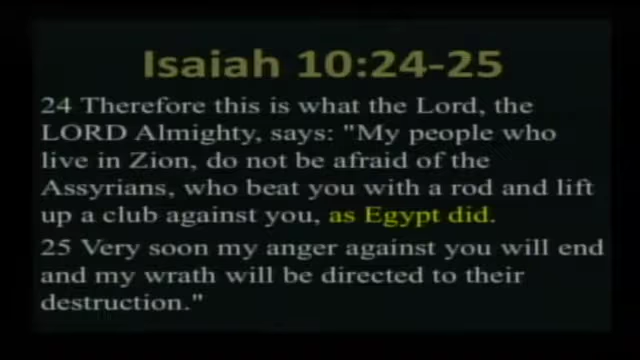 Isaiah 10:24-25
24 Therefore this is what the Lord, the
LORD Almighty, says: "My people who
live in Zion, do not be afraid of the
Assyrians, who beat you with a rod and lift
up a club against you, as Egypt did.
25 Very soon my anger against you will end
and my wrath will be directed to their
destruction."